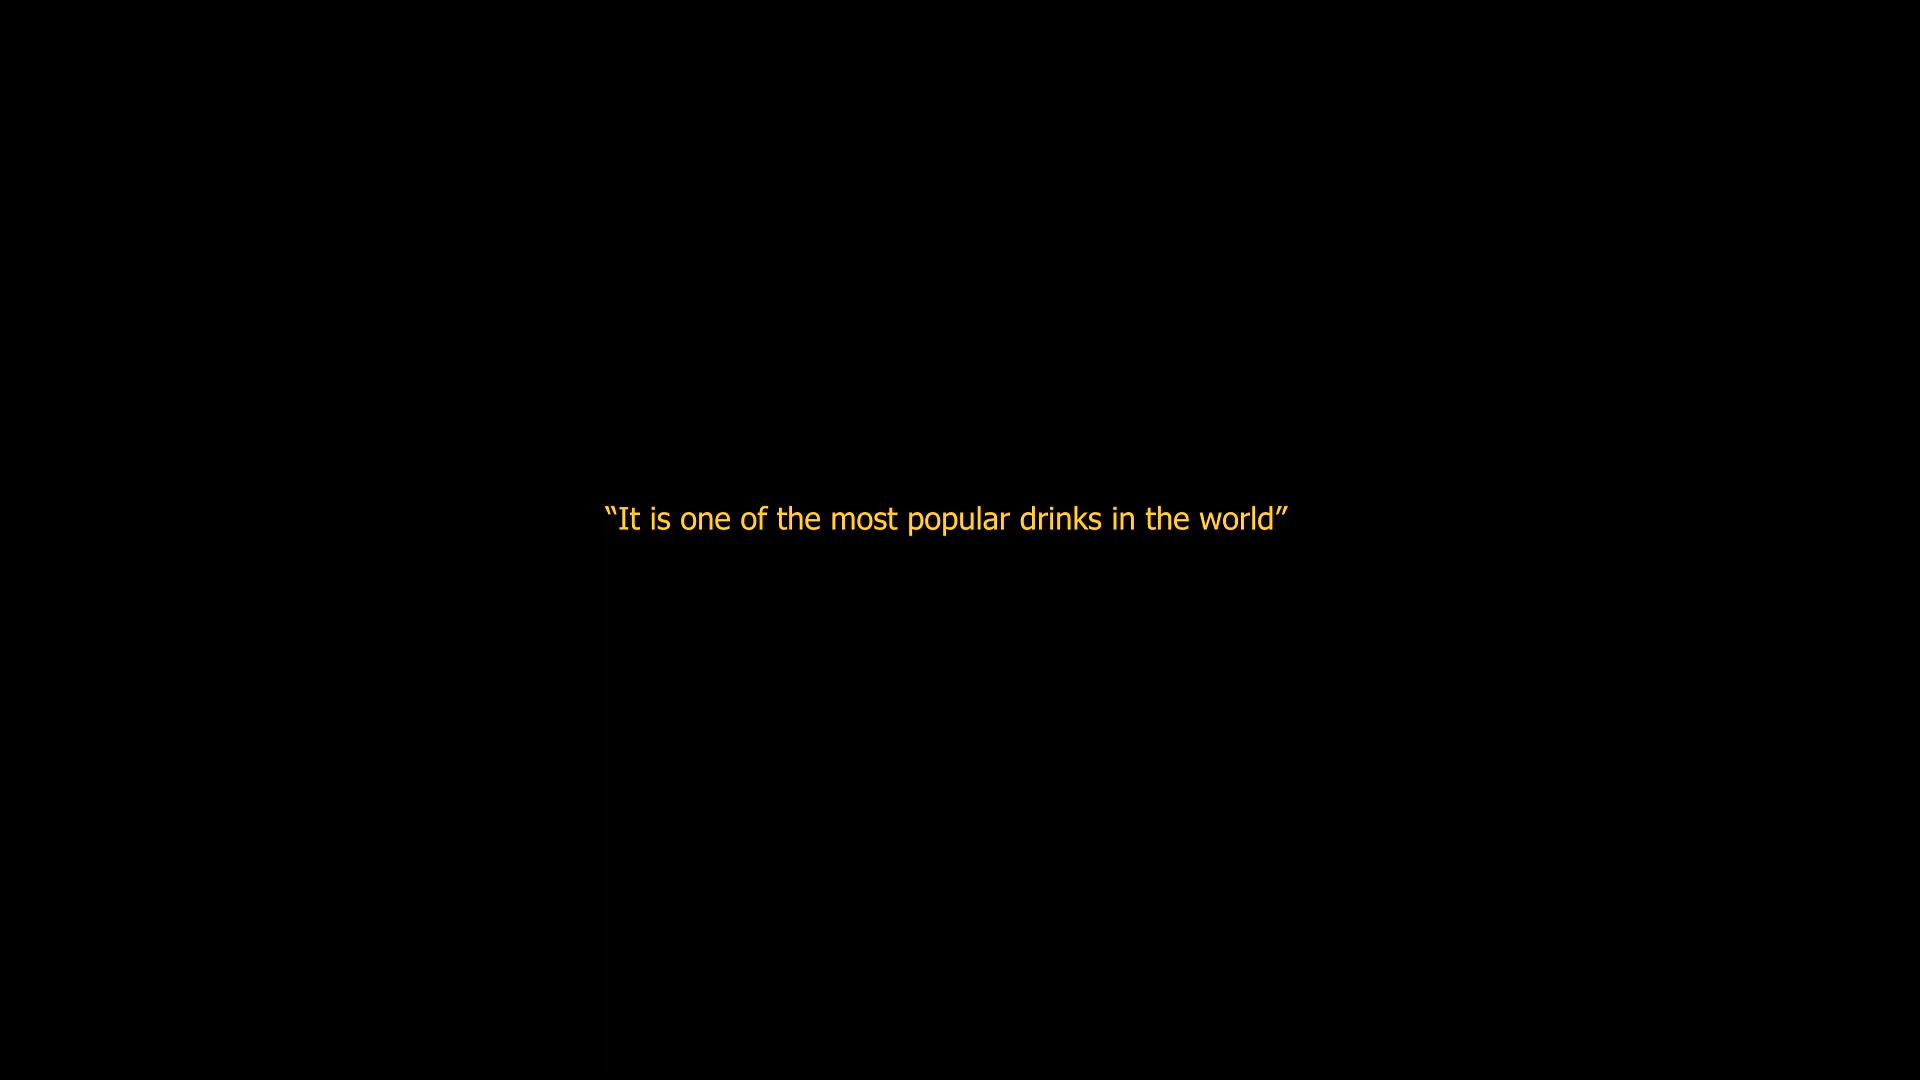 “It is one of the most popular drinks in the world”